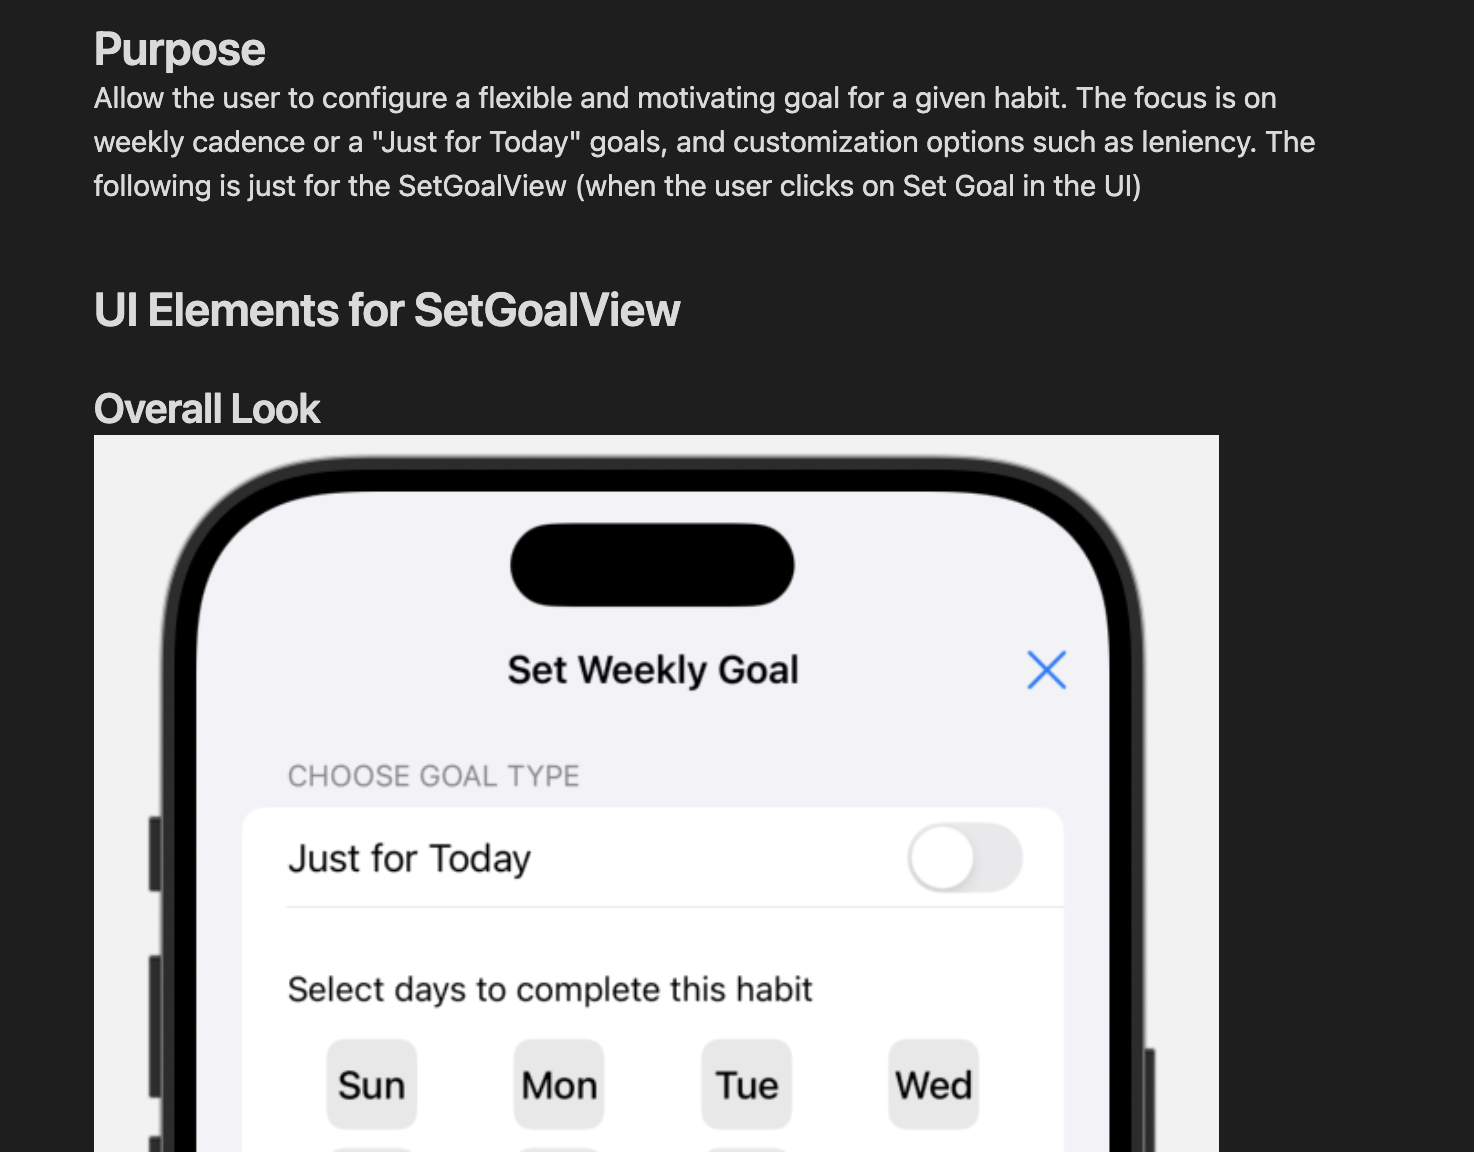 Purpose
Allow the user to configure a flexible and motivating goal for a given habit. The focus is on
weekly cadence or a "Just for Today" goals, and customization options such as leniency. The
following is just for the SetGoalView (when the user clicks on Set Goal in the UI)
UI Elements for SetGoalView
Overall Look
Set Weekly Goal
CHOOSE GOAL TYPE
Just for Today
Select days to complete this habit
Sun Mon Tue Wed